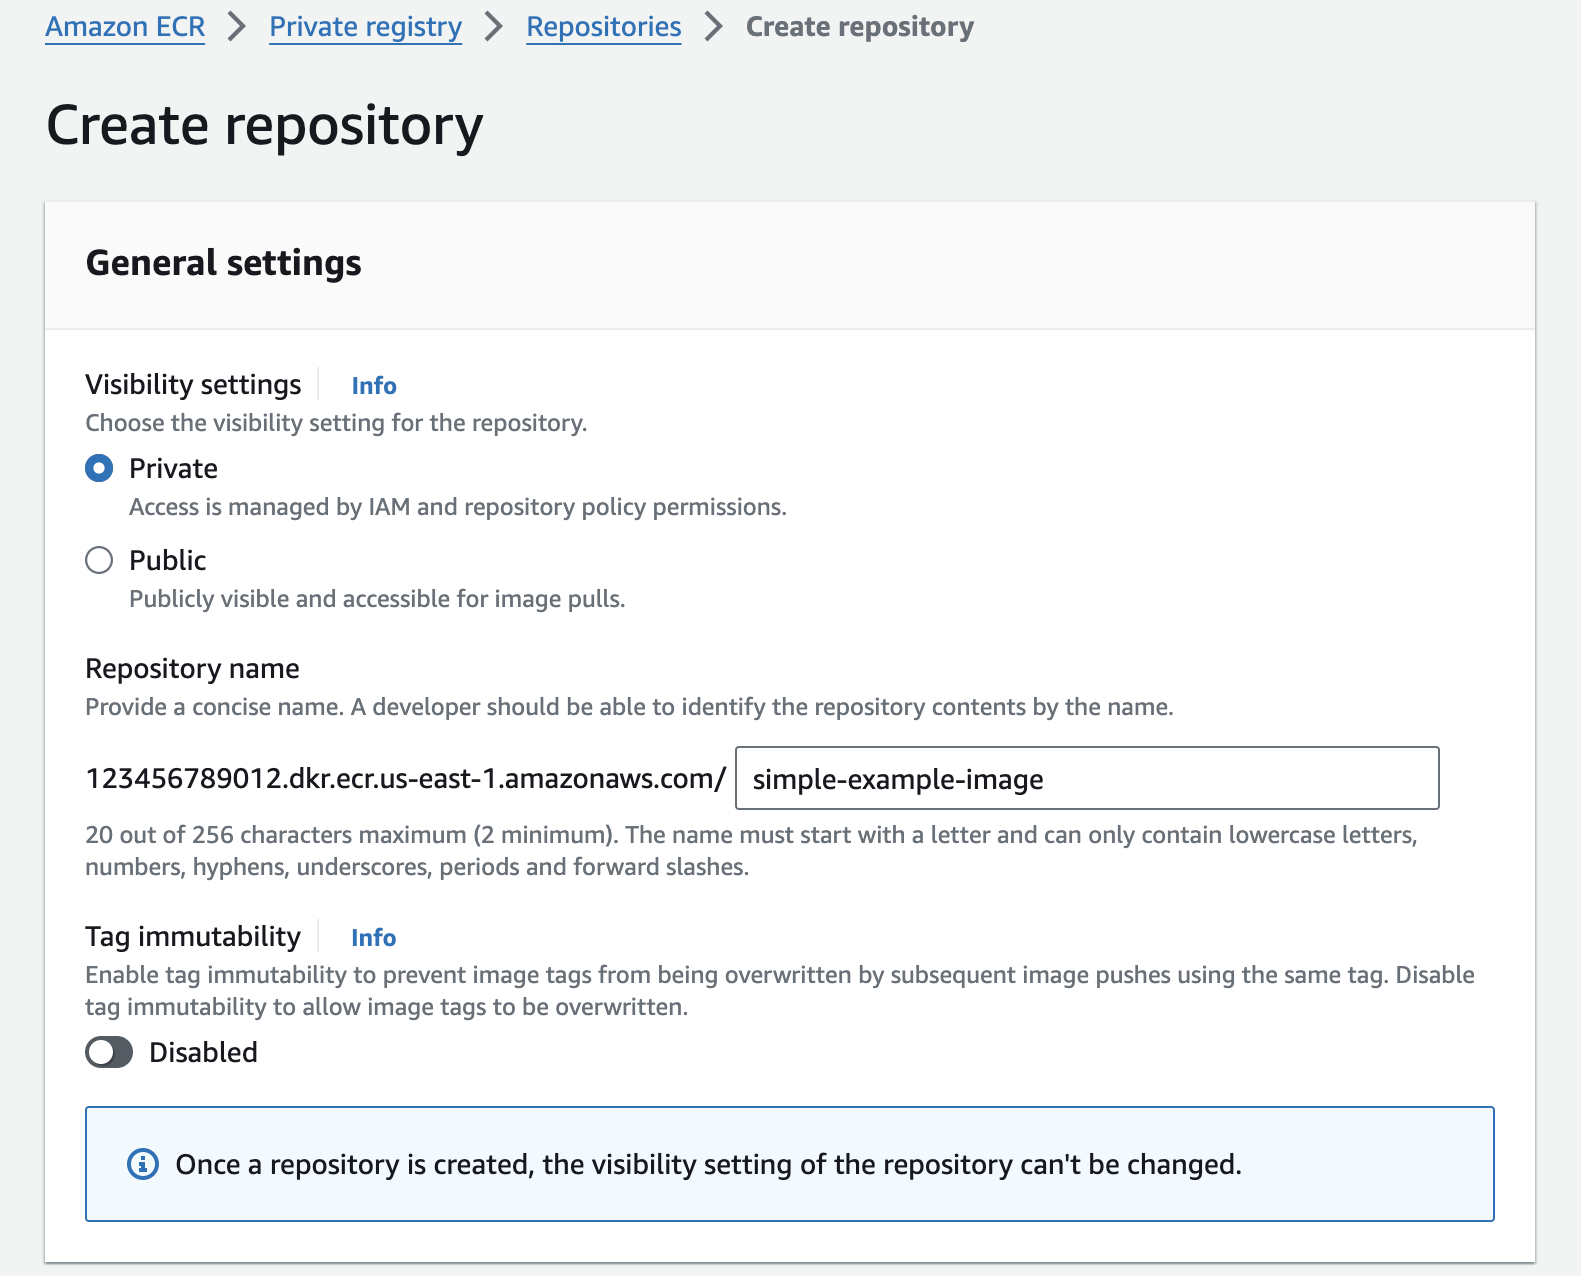 Amazon ECR > Private registry > Repositories > Create repository
Create repository
General settings
Visibility settings Info
Choose the visibility setting for the repository.
Private
Access is managed by IAM and repository policy permissions.
Public
Publicly visible and accessible for image pulls.
Repository name
Provide a concise name. A developer should be able to identify the repository contents by the name.
123456789012.dkr.ecr.us-east-1.amazonaws.com/ simple-example-image
20 out of 256 characters maximum (2 minimum). The name must start with a letter and can only contain lowercase letters,
numbers, hyphens, underscores, periods and forward slashes.
Tag immutability Info
Enable tag immutability to prevent image tags from being overwritten by subsequent image pushes using the same tag. Disable
tag immutability to allow image tags to be overwritten.
Disabled
Once a repository is created, the visibility setting of the repository can't be changed.